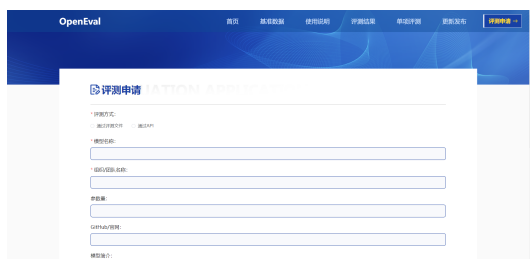 OpenEval 首页 基准数据 使用说明 评测结果 单项评测 更新发布 评测申请 →
评测申请
* 评测方式:
通过评测文件 通过API
* 模型名称:
* 组织/团队名称:
参数量:
GitHub/官网:
模型简介: